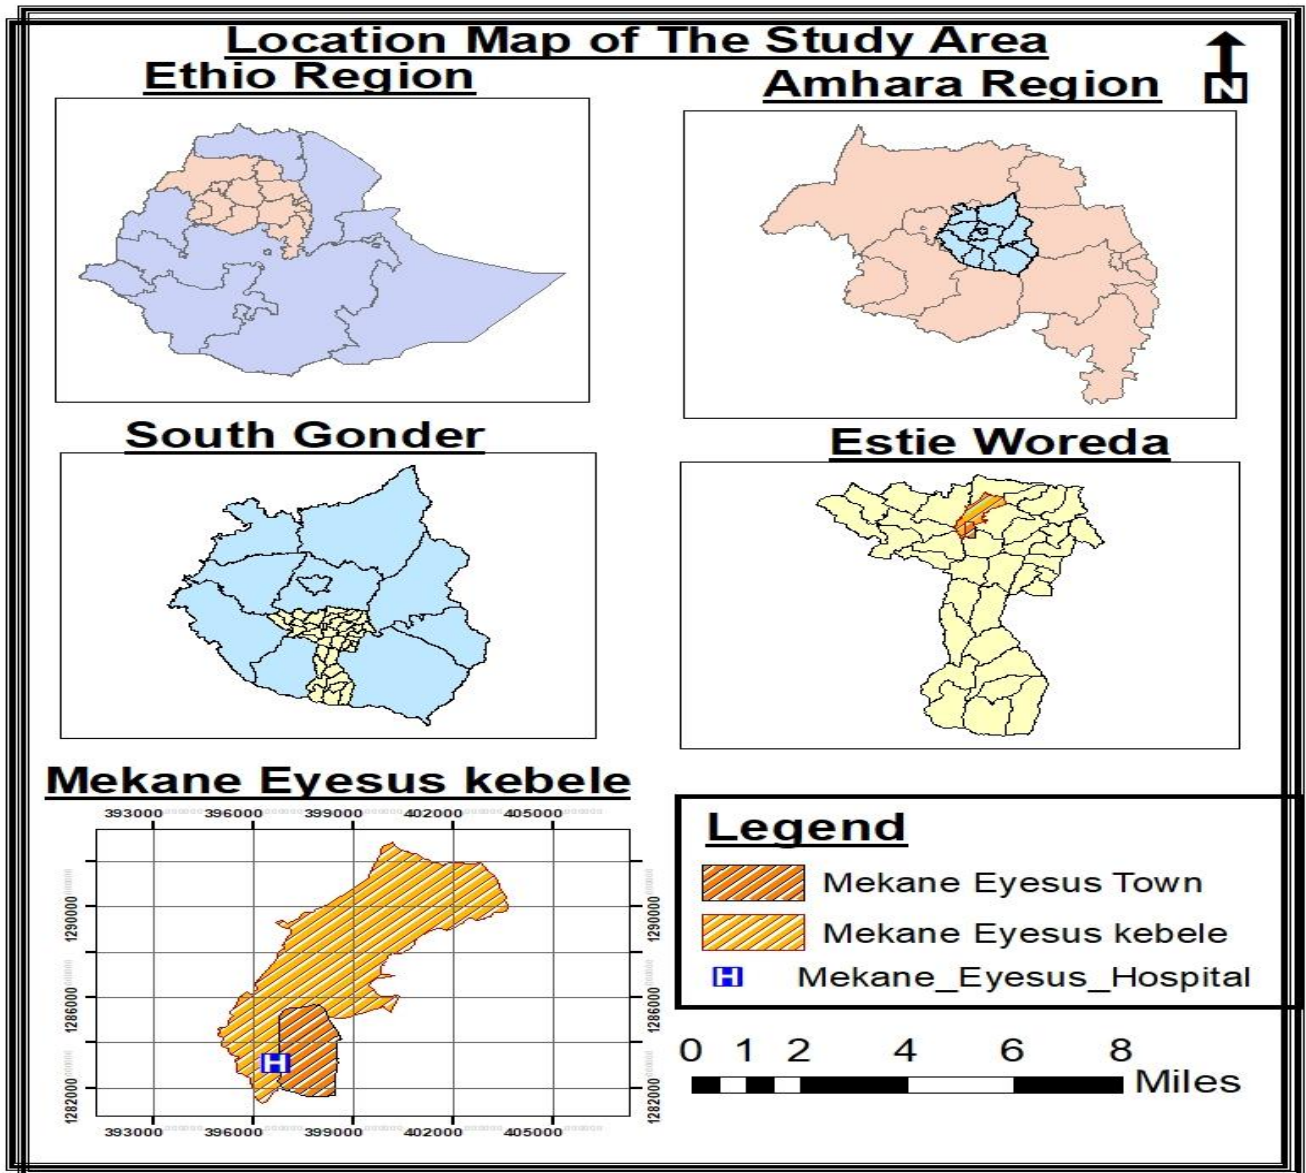 Location Map of The Study Area
Ethio Region
Amhara Region
N
South Gonder
Estie Woreda
Mekane Eyesus kebele
393000 396000 399000 402000 405000
1290000
1286000
1282000
1290000
1286000
1282000
H
393000 396000 399000 402000 405000
Legend
Mekane Eyesus Town
Mekane Eyesus kebele
H Mekane_Eyesus_Hospital
0 1 2 4 6 8
Miles